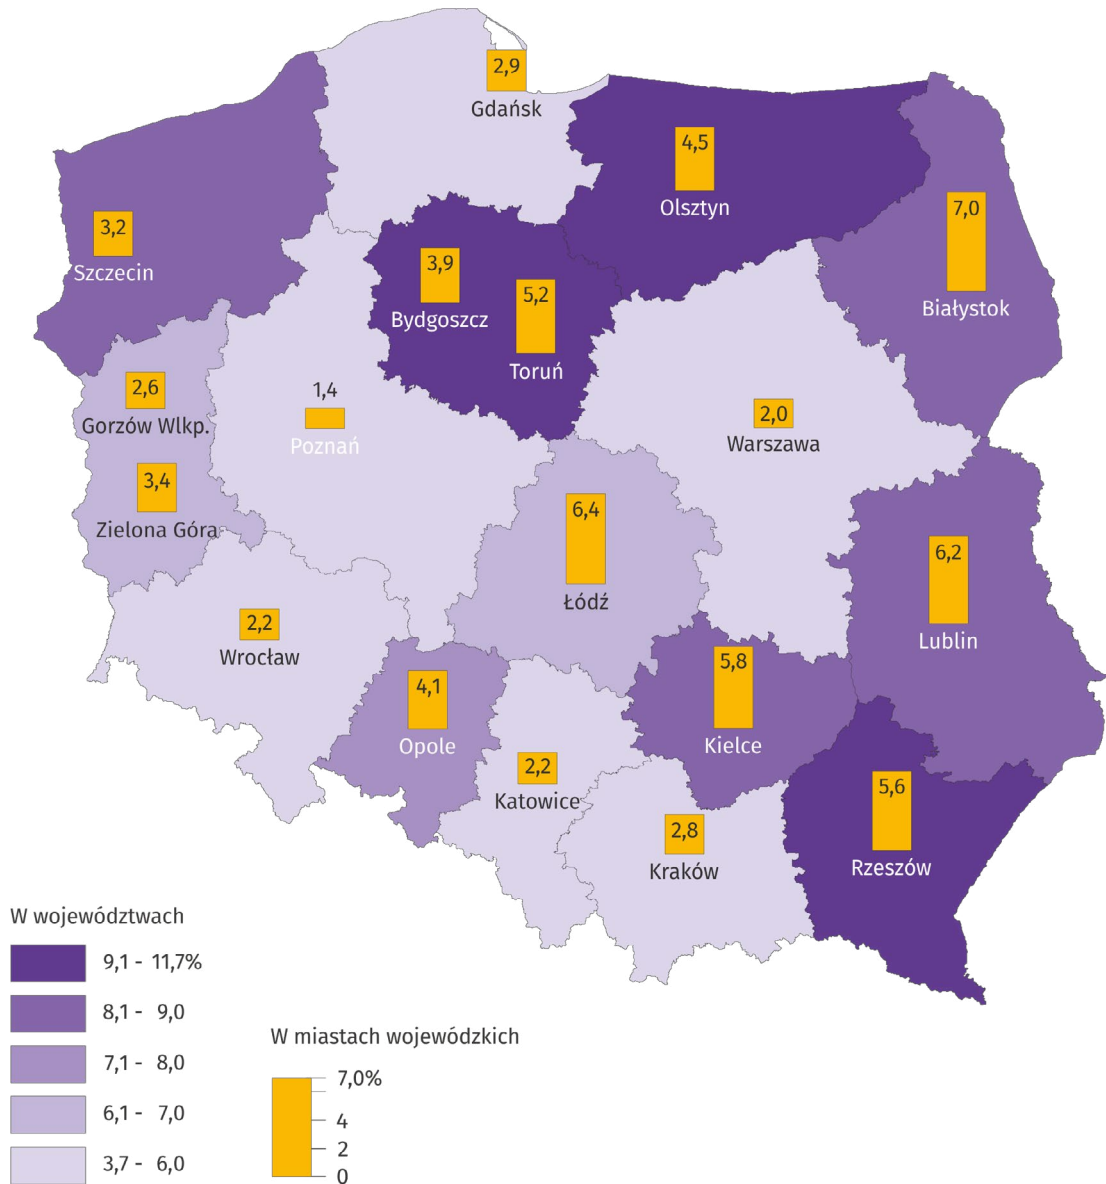 2,9
Gdańsk
4,5
Olsztyn
7,0
Białystok
3,2
Szczecin
3,9
Bydgoszcz
5,2
Toruń
2,6
Gorzów Wlkp.
1,4
Poznań
2,0
Warszawa
3,4
Zielona Góra
6,4
Łódź
6,2
Lublin
2,2
Wrocław
5,8
Kielce
4,1
Opole
2,2
Katowice
2,8
Kraków
5,6
Rzeszów
W województwach
9,1 - 11,7%
8,1 - 9,0
7,1 - 8,0
6,1 - 7,0
3,7 - 6,0
W miastach wojewódzkich
7,0%
4
2
0